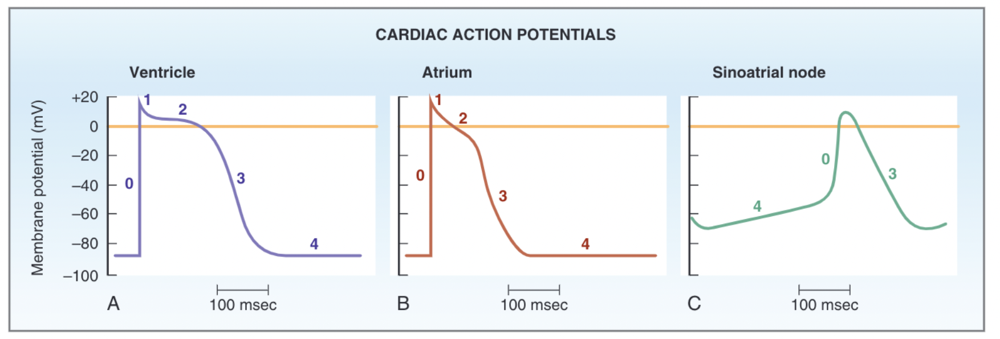 CARDIAC ACTION POTENTIALS
Ventricle
Atrium
Sinoatrial node
Membrane potential (mV)
+20
0
–20
–40
–60
–80
–100
0
1
2
3
4
A
100 msec
0
1
2
3
4
B
100 msec
4
0
3
C
100 msec